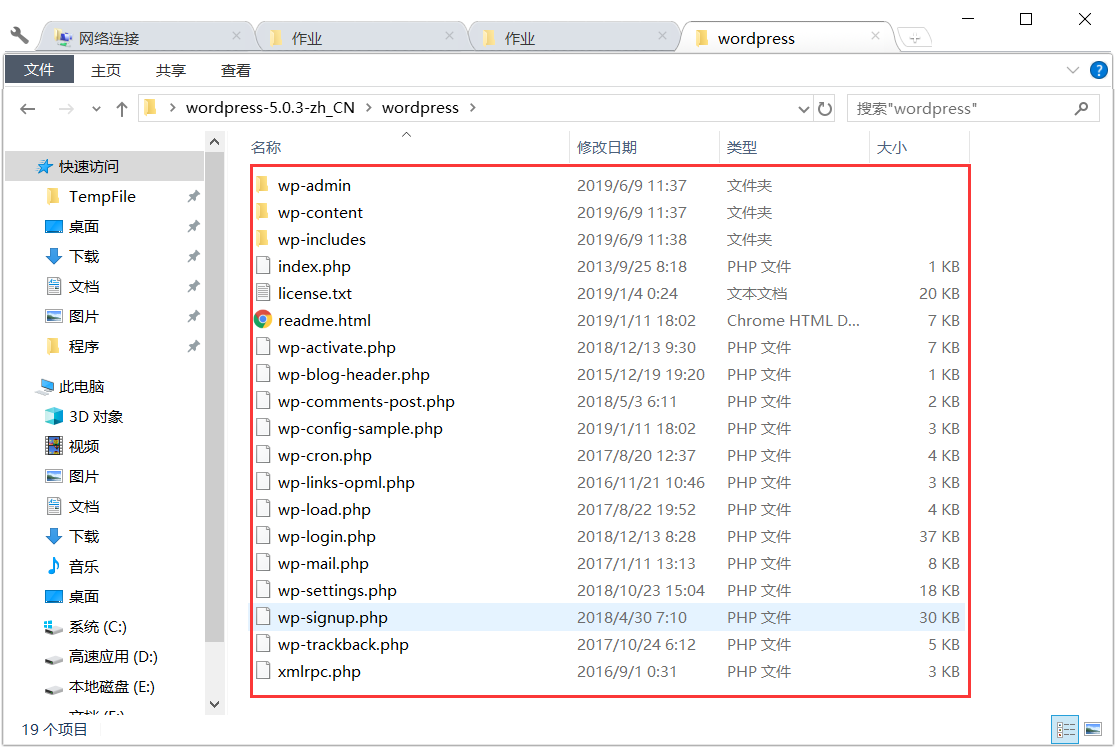 网络连接 作业 作业 wordpress
文件 主页 共享 查看
wordpress-5.0.3-zh_CN wordpress 搜索"wordpress"
快速访问
TempFile
桌面
下载
文档
图片
程序
此电脑
3D 对象
视频
图片
文档
下载
音乐
桌面
系统 (C:)
高速应用 (D:)
本地磁盘 (E:)
名称 修改日期 类型 大小
wp-admin 2019/6/9 11:37 文件夹
wp-content 2019/6/9 11:37 文件夹
wp-includes 2019/6/9 11:38 文件夹
index.php 2013/9/25 8:18 PHP 文件 1 KB
license.txt 2019/1/4 0:24 文本文档 20 KB
readme.html 2019/1/11 18:02 Chrome HTML D... 7 KB
wp-activate.php 2018/12/13 9:30 PHP 文件 7 KB
wp-blog-header.php 2015/12/19 19:20 PHP 文件 1 KB
wp-comments-post.php 2018/5/3 6:11 PHP 文件 2 KB
wp-config-sample.php 2019/1/11 18:02 PHP 文件 3 KB
wp-cron.php 2017/8/20 12:37 PHP 文件 4 KB
wp-links-opml.php 2016/11/21 10:46 PHP 文件 3 KB
wp-load.php 2017/8/22 19:52 PHP 文件 4 KB
wp-login.php 2018/12/13 8:28 PHP 文件 37 KB
wp-mail.php 2017/1/11 13:13 PHP 文件 8 KB
wp-settings.php 2018/10/23 15:04 PHP 文件 18 KB
wp-signup.php 2018/4/30 7:10 PHP 文件 30 KB
wp-trackback.php 2017/10/24 6:12 PHP 文件 5 KB
xmlrpc.php 2016/9/1 0:31 PHP 文件 3 KB
19 个项目